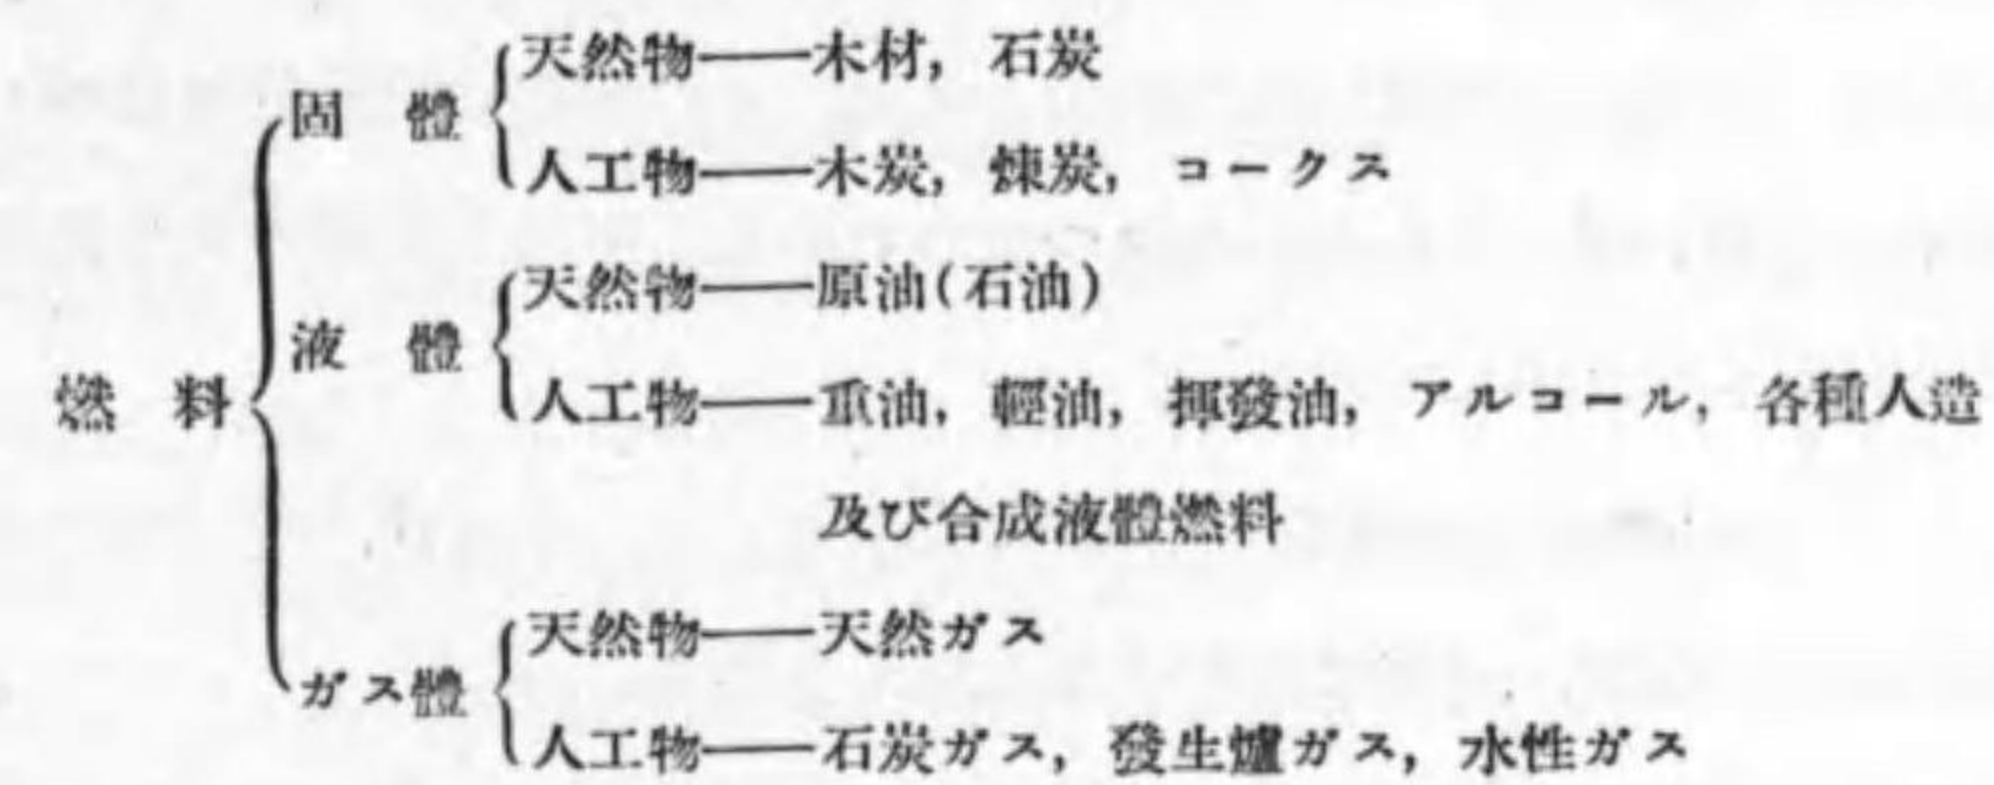 天然物——木材, 石炭
固體
人工物——木炭, 煉炭, コークス
天然物——原油(石油)
液體
燃料
人工物——重油, 輕油, 揮發油, アルコール, 各種人造
及び合成液體燃料
天然物——天然ガス
ガス體
人工物——石炭ガス, 發生爐ガス, 水性ガス